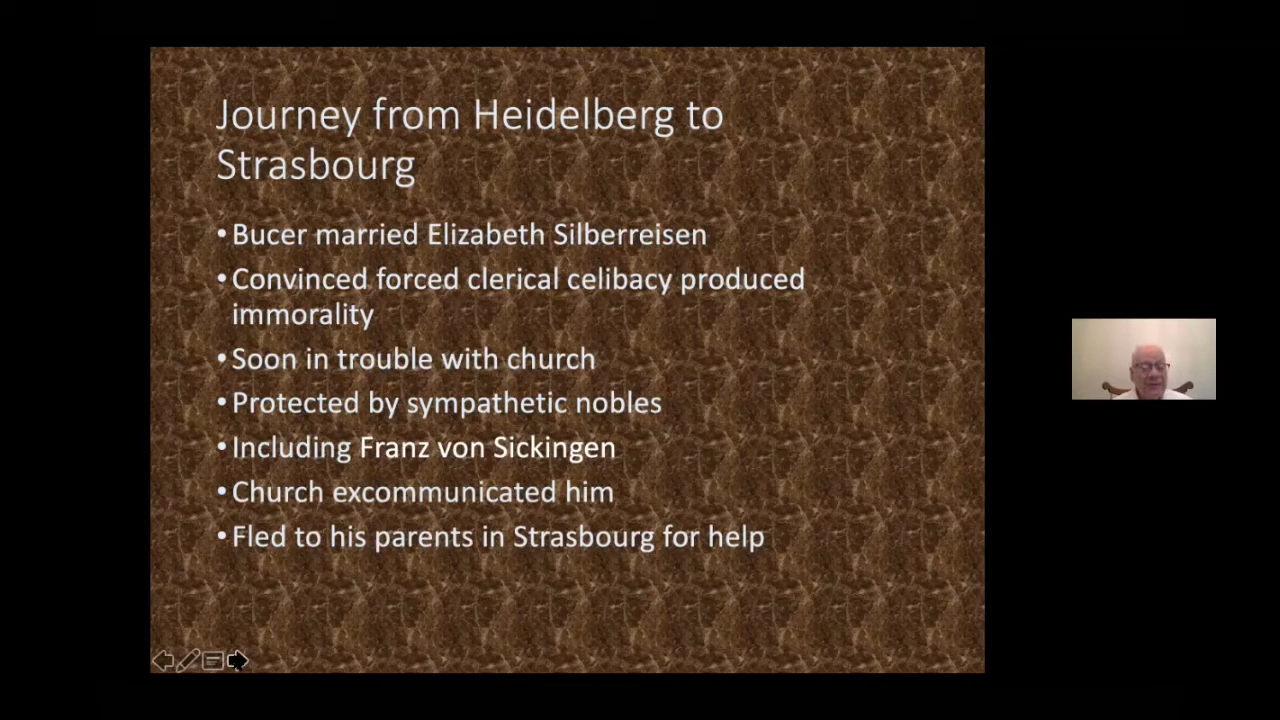 Journey from Heidelberg to
Strasbourg
• Bucer married Elizabeth Silberreisen
• Convinced forced clerical celibacy produced
immorality
• Soon in trouble with church
• Protected by sympathetic nobles
• Including Franz von Sickingen
• Church excommunicated him
• Fled to his parents in Strasbourg for help